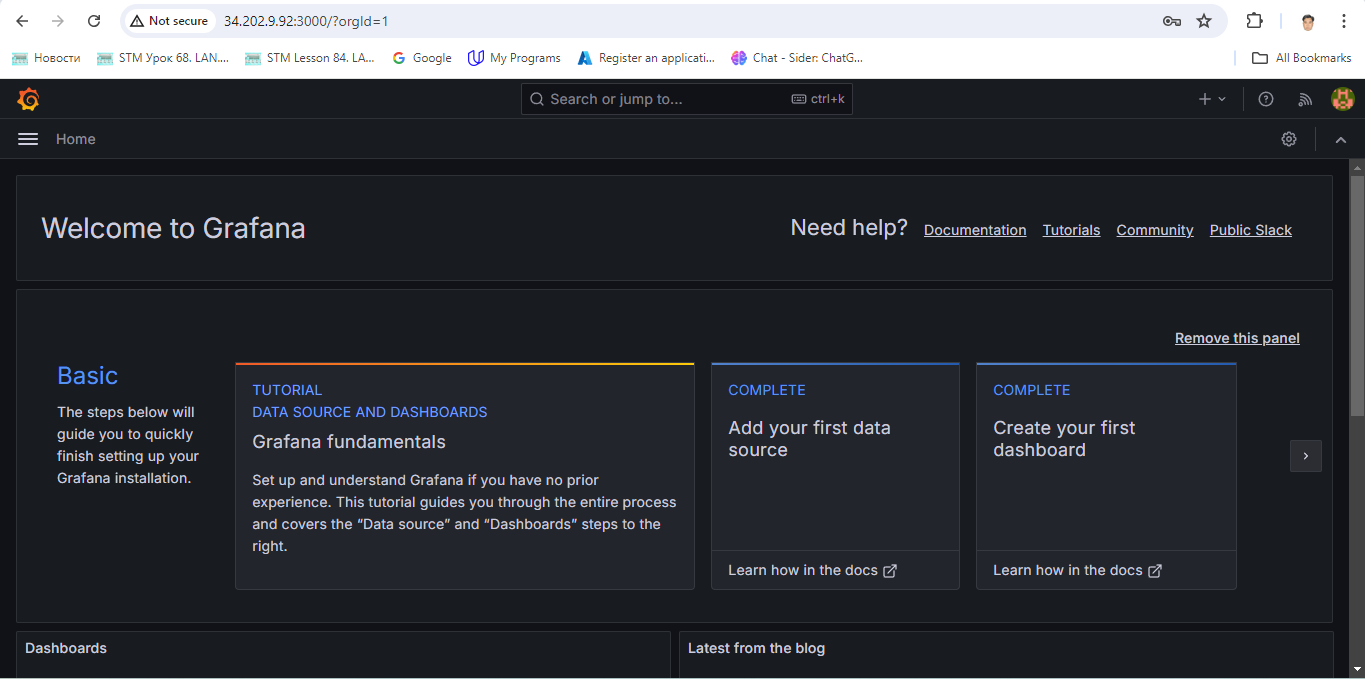 Not secure
34.202.9.92:3000/?orgId=1
Новости
STM Урок 68. LAN....
STM Lesson 84. LA...
Google
My Programs
Register an applicati...
Chat - Sider: ChatG...
All Bookmarks
Search or jump to...
ctrl+k
Home
Welcome to Grafana
Need help?
Documentation
Tutorials
Community
Public Slack
Remove this panel
Basic
The steps below will
guide you to quickly
finish setting up your
Grafana installation.
TUTORIAL
DATA SOURCE AND DASHBOARDS
Grafana fundamentals
Set up and understand Grafana if you have no prior
experience. This tutorial guides you through the entire process
and covers the “Data source” and “Dashboards” steps to the
right.
COMPLETE
Add your first data
source
Learn how in the docs
COMPLETE
Create your first
dashboard
Learn how in the docs
Dashboards
Latest from the blog